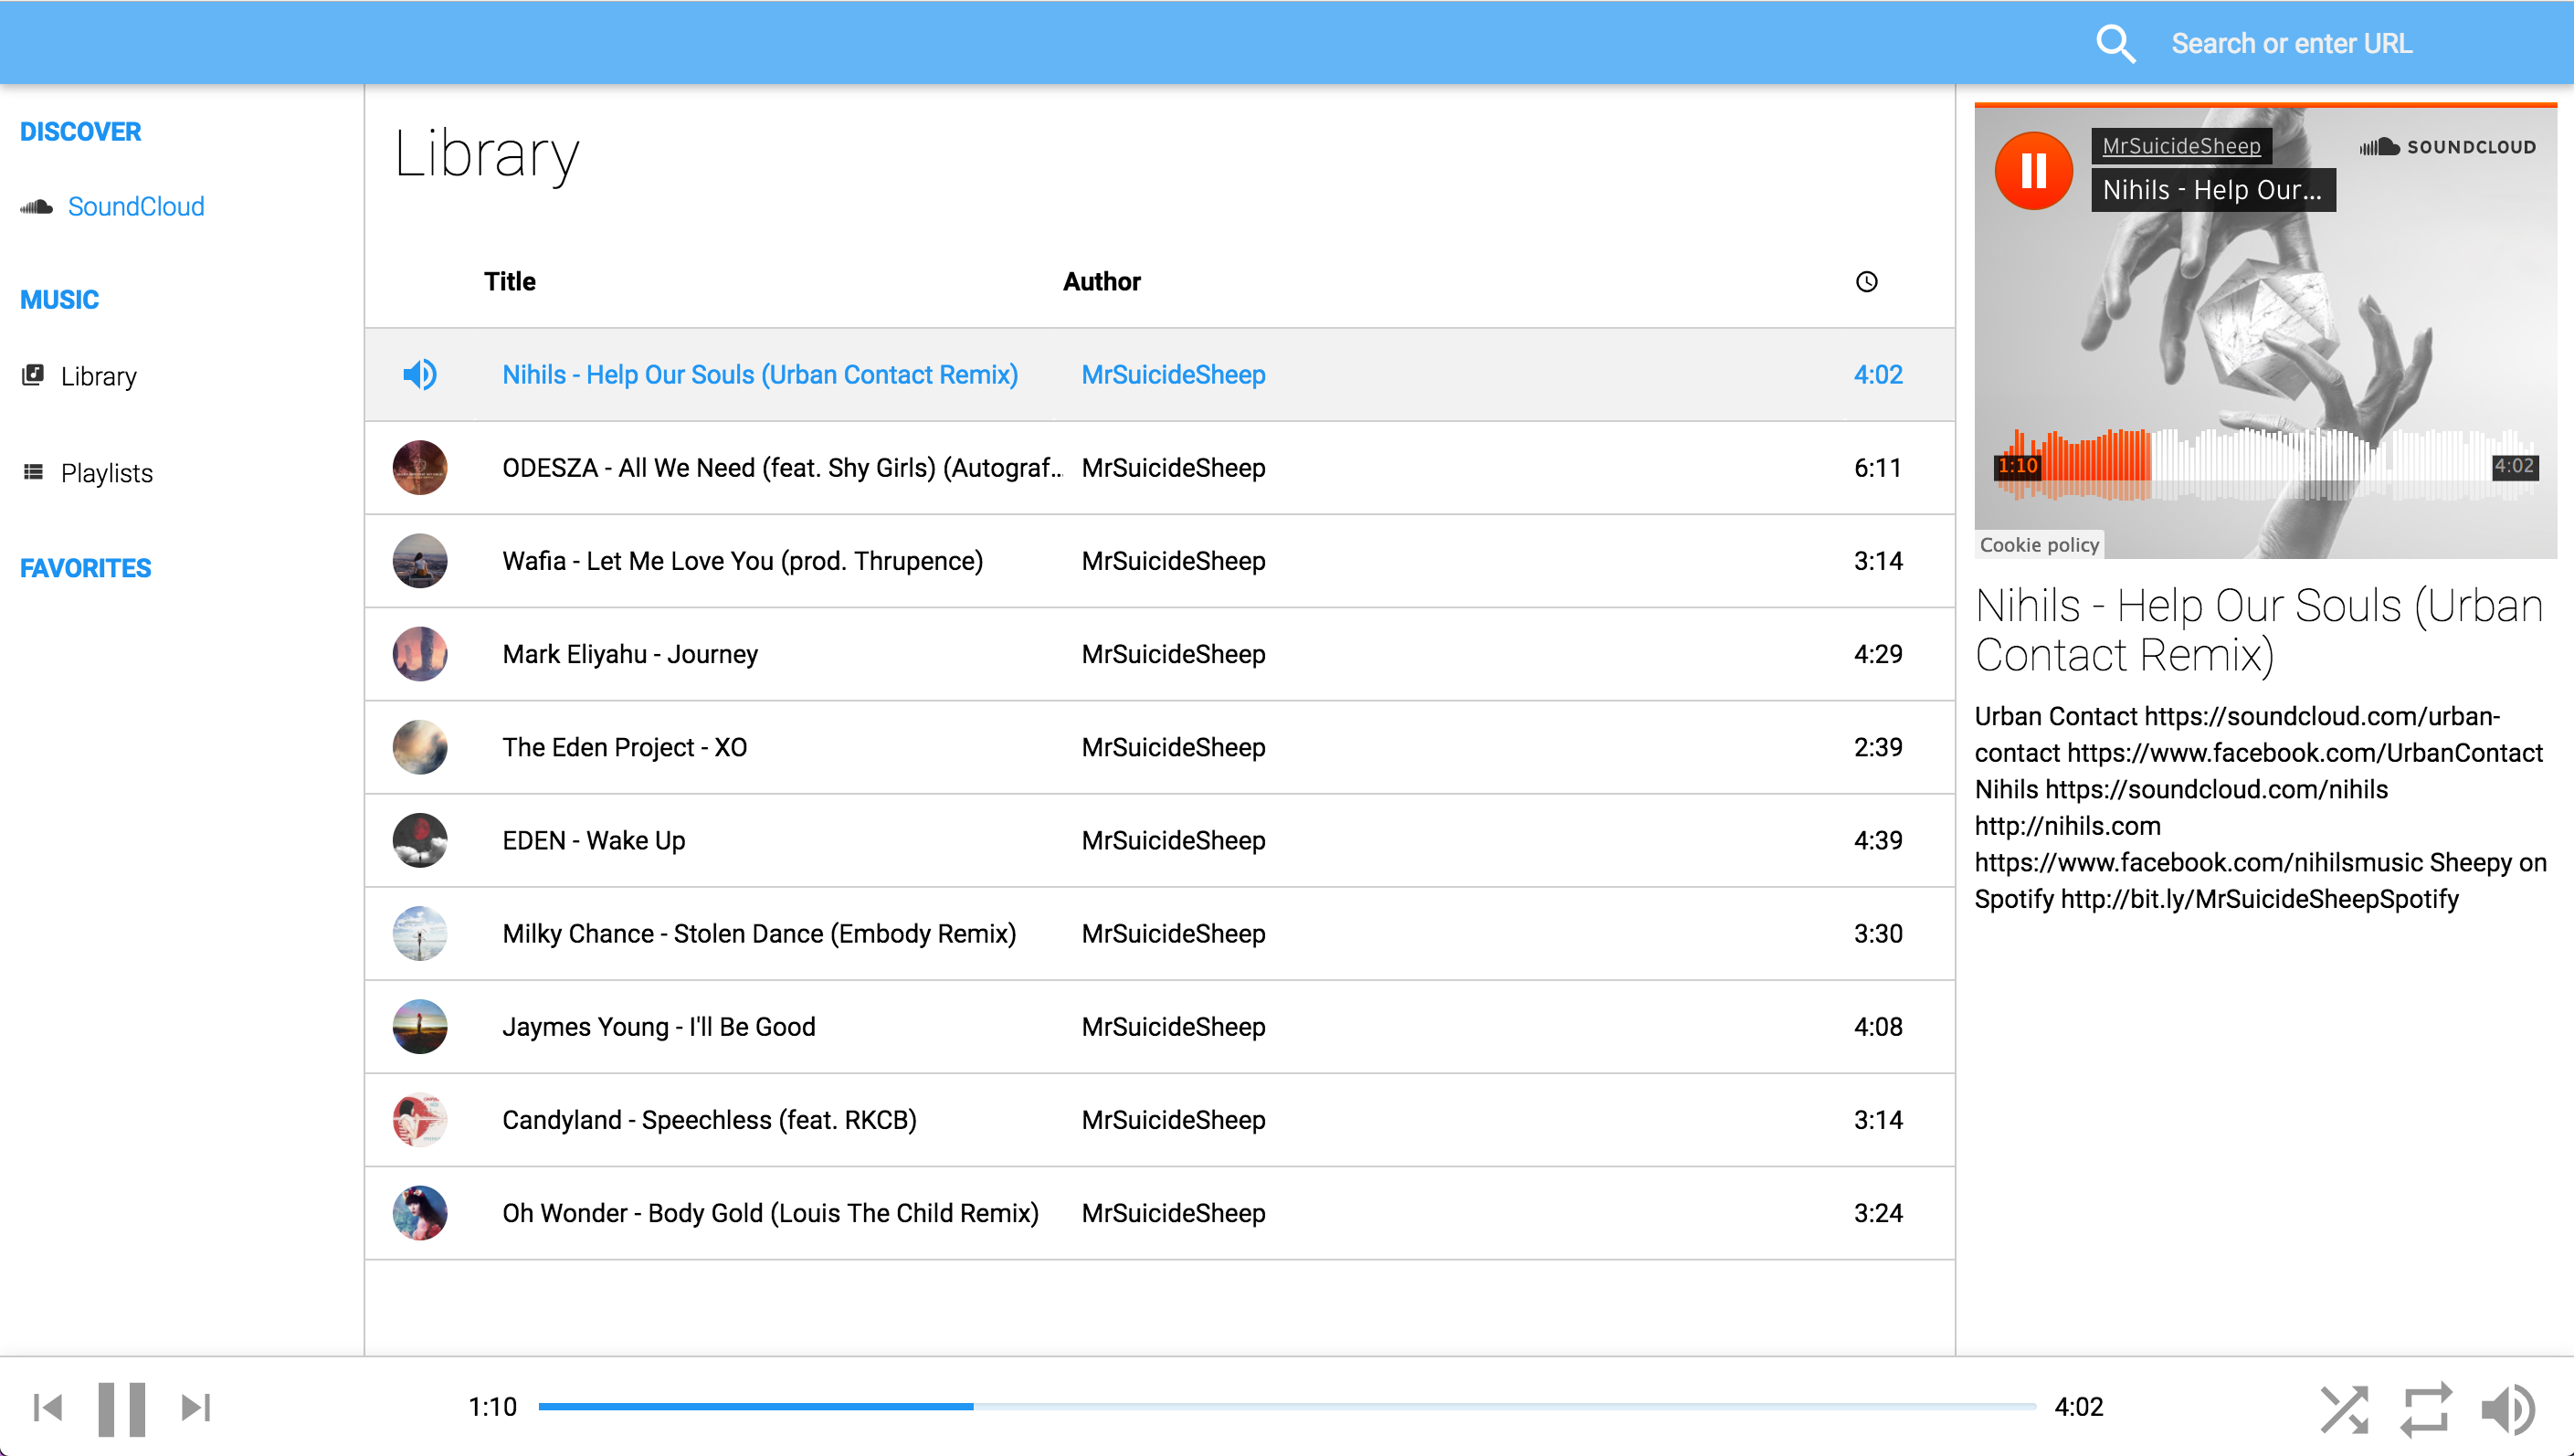 Search or enter URL
DISCOVER
SoundCloud
MUSIC
Library
Playlists
FAVORITES
Library
Title Author
Nihils - Help Our Souls (Urban Contact Remix) MrSuicideSheep 4:02
ODESZA - All We Need (feat. Shy Girls) (Autograf... MrSuicideSheep 6:11
Wafia - Let Me Love You (prod. Thrupence) MrSuicideSheep 3:14
Mark Eliyahu - Journey MrSuicideSheep 4:29
The Eden Project - XO MrSuicideSheep 2:39
EDEN - Wake Up MrSuicideSheep 4:39
Milky Chance - Stolen Dance (Embody Remix) MrSuicideSheep 3:30
Jaymes Young - I'll Be Good MrSuicideSheep 4:08
Candyland - Speechless (feat. RKCB) MrSuicideSheep 3:14
Oh Wonder - Body Gold (Louis The Child Remix) MrSuicideSheep 3:24
MrSuicideSheep
SOUNDCLOUD
Nihils - Help Our...
1:10 4:02
Cookie policy
Nihils - Help Our Souls (Urban
Contact Remix)
Urban Contact https://soundcloud.com/urban-
contact https://www.facebook.com/UrbanContact
Nihils https://soundcloud.com/nihils
http://nihils.com
https://www.facebook.com/nihilsmusic Sheepy on
Spotify http://bit.ly/MrSuicideSheepSpotify
1:10 4:02